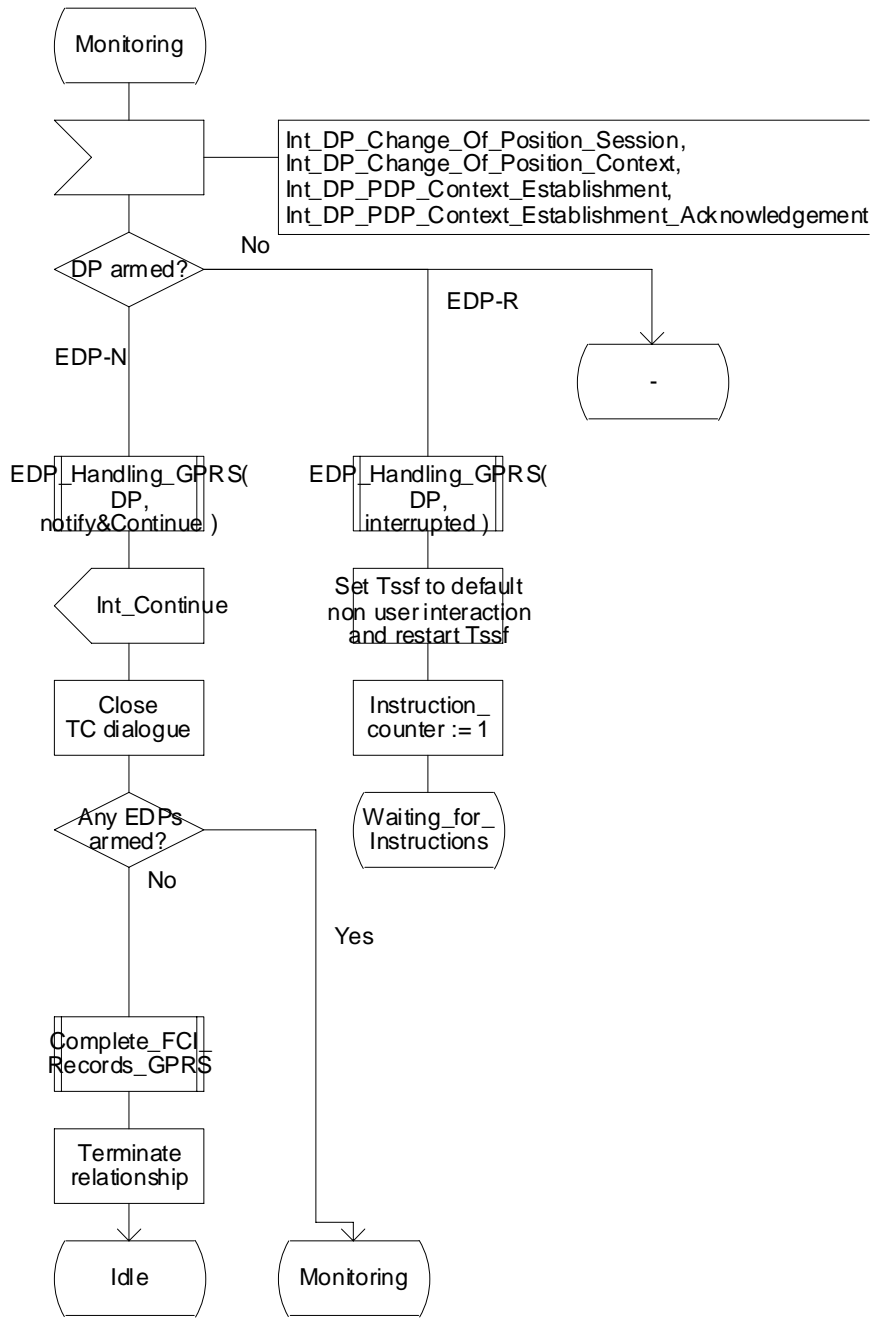 Monitoring
Int_DP_Change_Of_Position_Session,
Int_DP_Change_Of_Position_Context,
Int_DP_PDP_Context_Establishment,
Int_DP_PDP_Context_Establishment_Acknowledgement
No
DP armed?
EDP-R
EDP-N
-
EDP_Handling_GPRS(
DP,
notify&Continue )
EDP_Handling_GPRS(
DP,
interrupted )
Int_Continue
Set Tssf to default
non user interaction
and restart Tssf
Close
TC dialogue
Instruction_
counter := 1
Any EDPs
armed?
Waiting_for_
Instructions
No
Yes
Complete_FCI_
Records_GPRS
Terminate
relationship
Idle
Monitoring